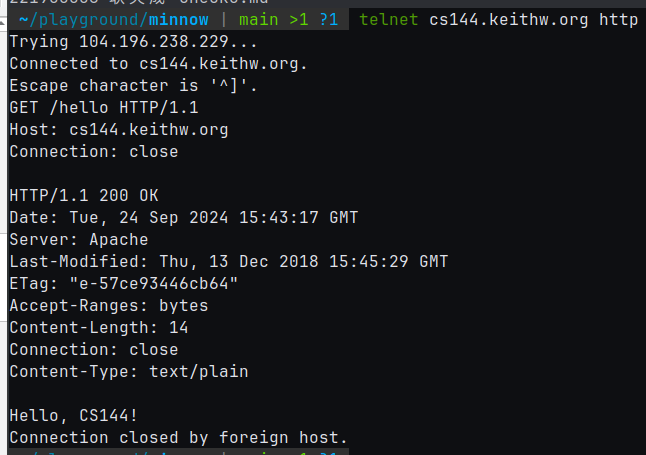 ~/playground/minnow | main >1 ?1 telnet cs144.keithw.org http
Trying 104.196.238.229...
Connected to cs144.keithw.org.
Escape character is '^]'.
GET /hello HTTP/1.1
Host: cs144.keithw.org
Connection: close

HTTP/1.1 200 OK
Date: Tue, 24 Sep 2024 15:43:17 GMT
Server: Apache
Last-Modified: Thu, 13 Dec 2018 15:45:29 GMT
ETag: "e-57ce93446cb64"
Accept-Ranges: bytes
Content-Length: 14
Connection: close
Content-Type: text/plain

Hello, CS144!
Connection closed by foreign host.